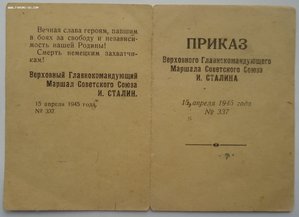 Вечная слава героям, павшим
в боях за свободу и независи-
мость нашей Родины!
Смерть немецким захватчи-
кам!
Верховный Главнокомандующий
Маршал Советского Союза
И. СТАЛИН.
15 апреля 1945 года,
№ 337
ПРИКАЗ
Верховного Главнокомандующего
Маршала Советского Союза
И. СТАЛИНА
15 апреля 1945 года
№ 337